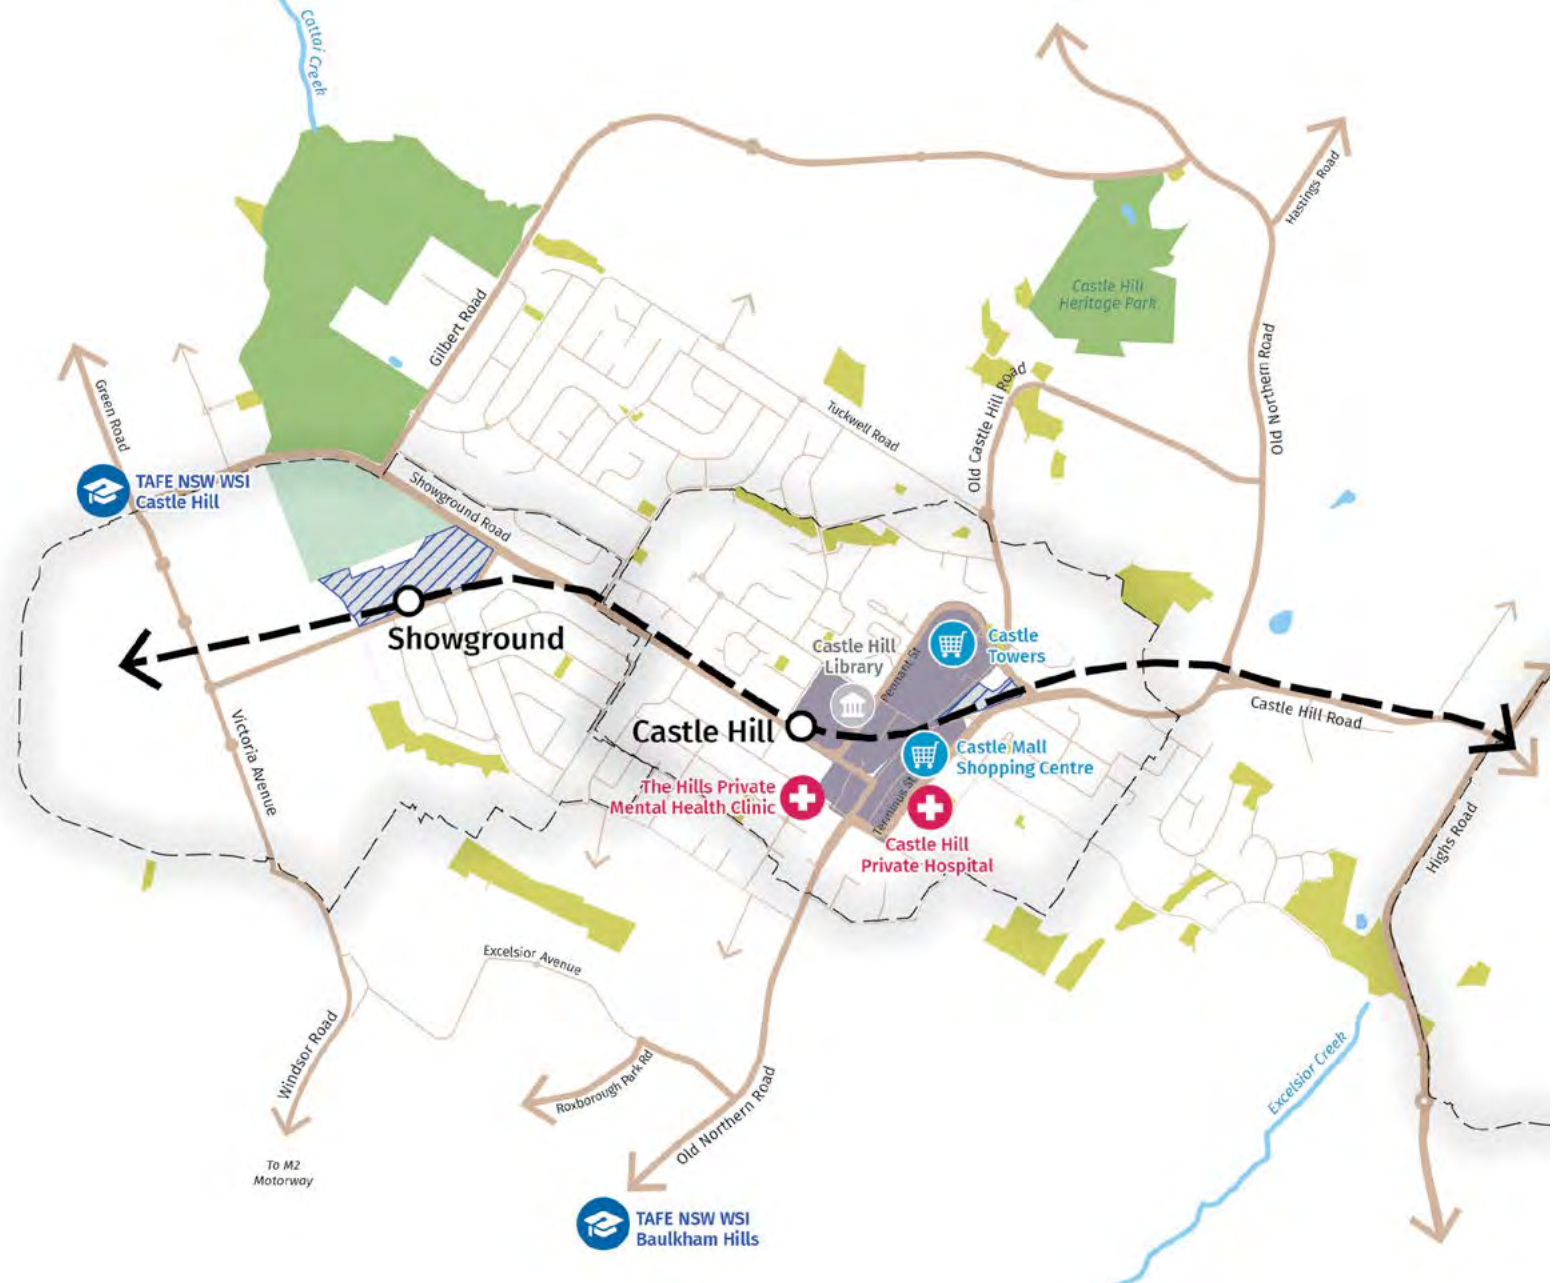 Cattai Creek
Hastings Road
Castle Hill
Heritage Park
Gilbert Road
Green Road
Old Northern Road
Old Castle Hill Road
Tuckwell Road
TAFE NSW WSI
Castle Hill
Showground Road
Showground
Castle Hill
Library
Pennant St
Castle
Towers
Castle Hill
Castle Hill Road
Victoria Avenue
Castle Mall
Shopping Centre
The Hills Private
Mental Health Clinic
Terminus St
Castle Hill
Private Hospital
Highs Road
Excelsior Avenue
Windsor Road
Roxborough Park Rd
Old Northern Road
Excelsior Creek
To M2
Motorway
TAFE NSW WSI
Baulkham Hills